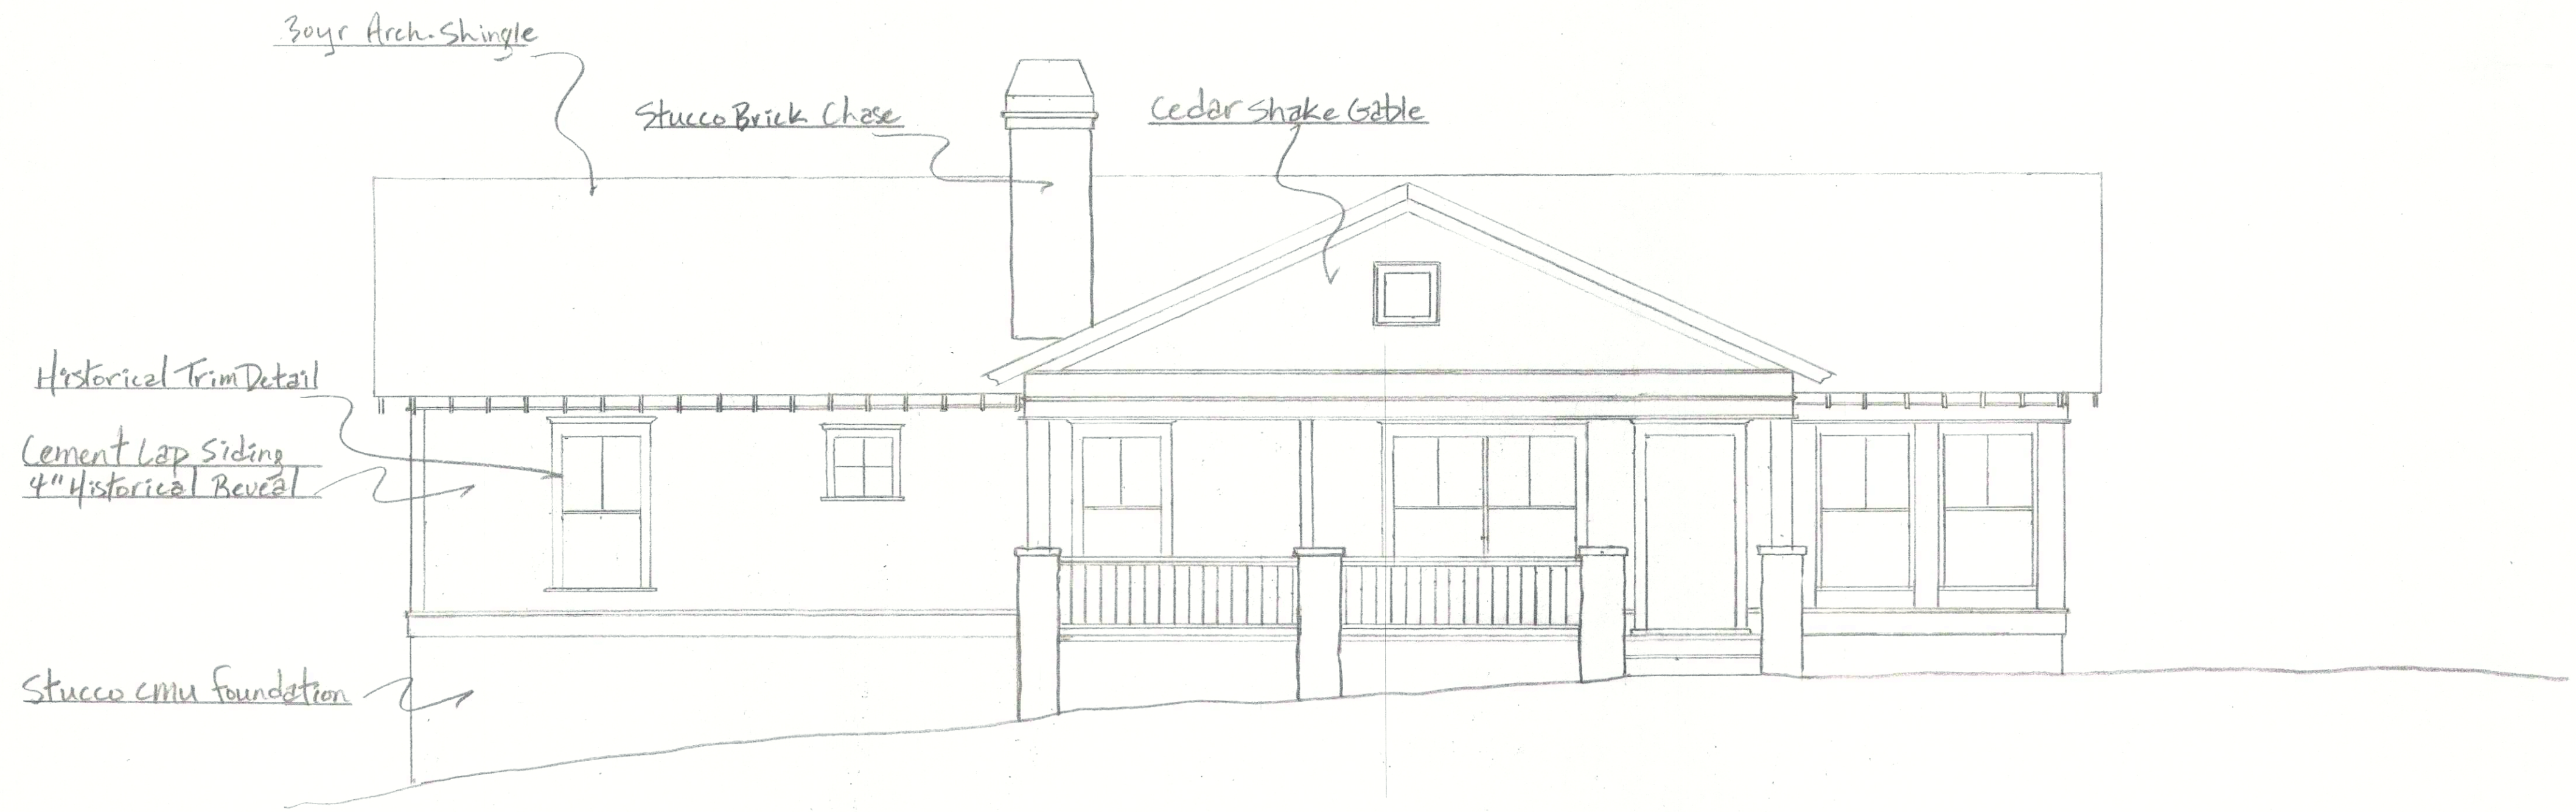 30yr Arch. Shingle
Stucco Brick Chase
Cedar Shake Gable
Historical Trim Detail
Cement Lap Siding
4" Historical Reveal
Stucco cmu foundation